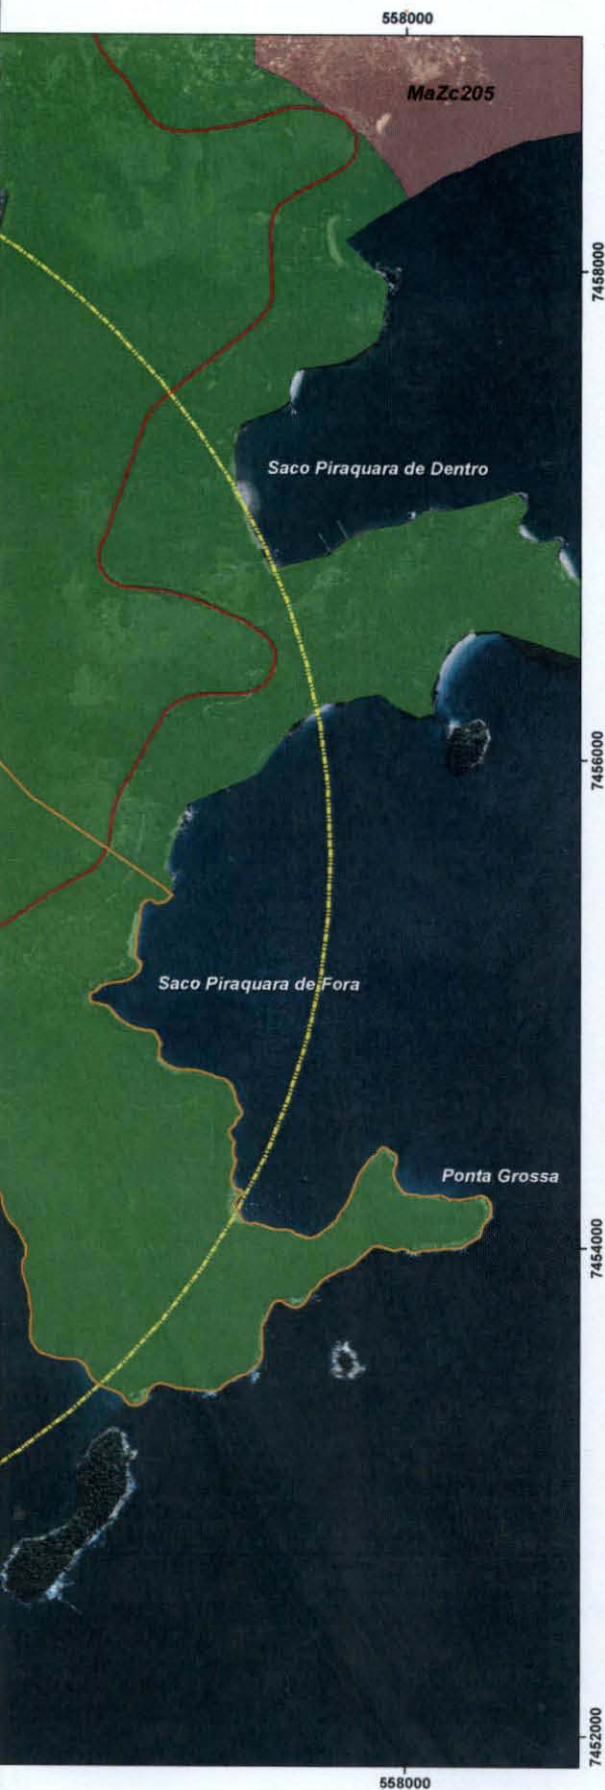 558000
MaZc205
7458000
Saco Piraquara de Dentro
7456000
Saco Piraquara de Fora
Ponta Grossa
7454000
7452000
558000